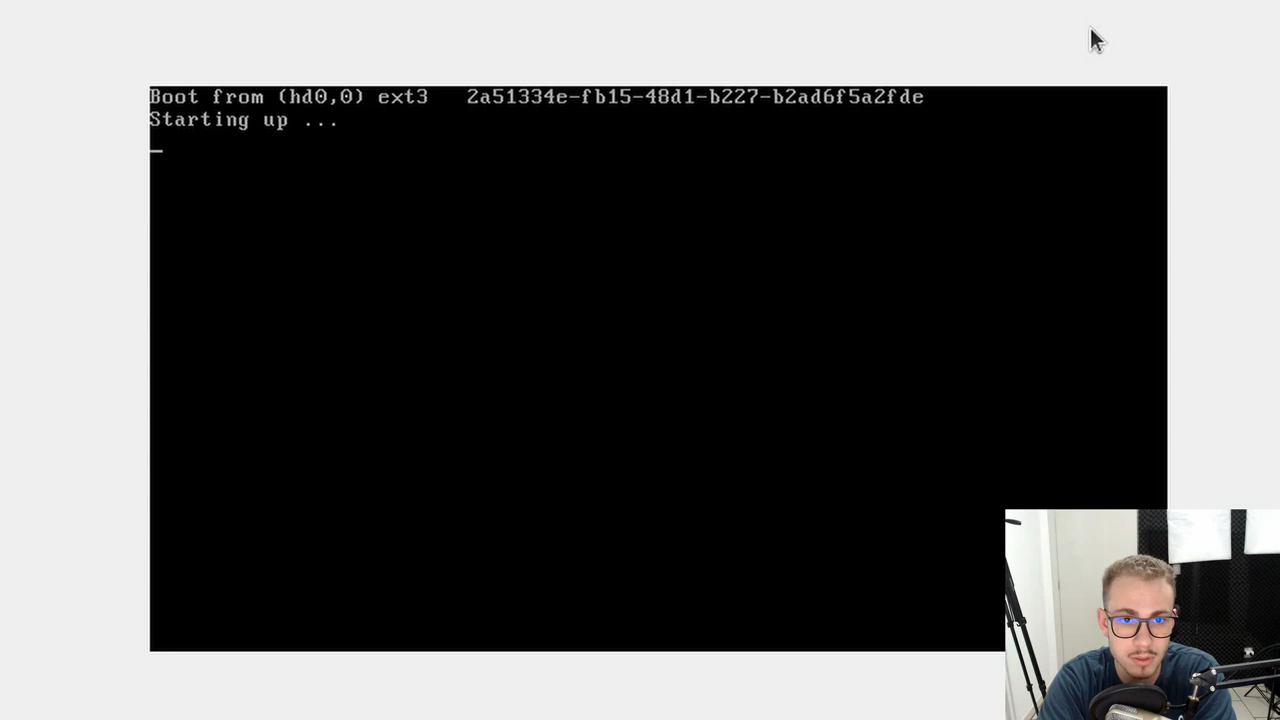 Boot from (hd0,0) ext3   2a51334e-fb15-48d1-b227-b2ad6f5a2fde
Starting up ...